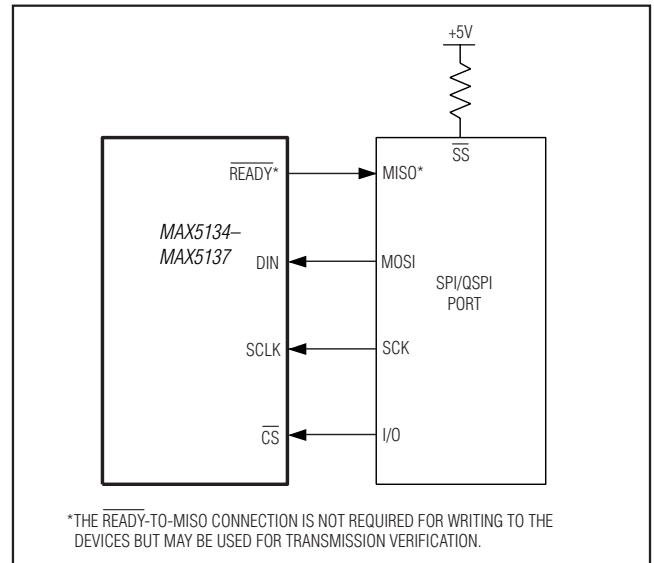 +5V
SS
READY*
MISO*
MAX5134–
MAX5137
DIN
MOSI
SPI/QSPI
PORT
SCLK
SCK
CS
I/O
*THE READY-TO-MISO CONNECTION IS NOT REQUIRED FOR WRITING TO THE
DEVICES BUT MAY BE USED FOR TRANSMISSION VERIFICATION.